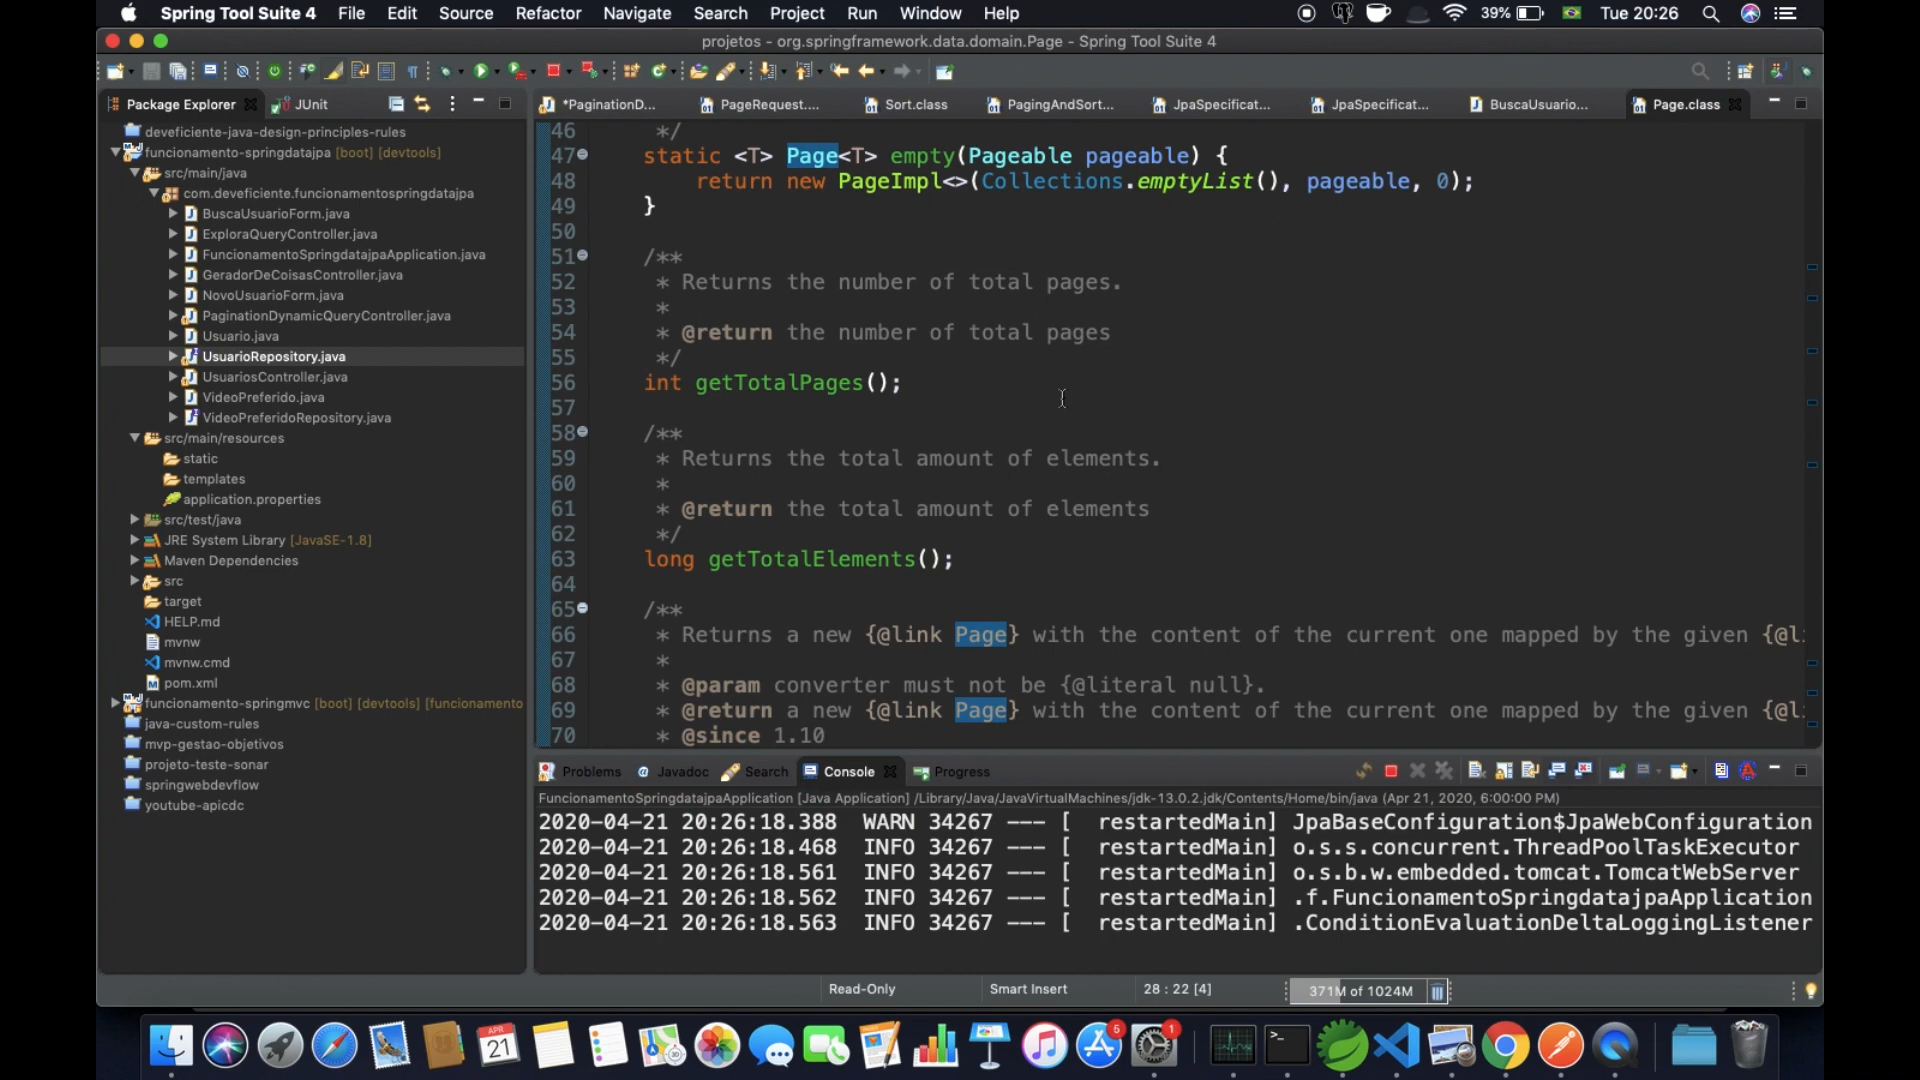 Spring Tool Suite 4 File Edit Source Refactor Navigate Search Project Run Window Help 39% Tue 20:26
projetos - org.springframework.data.domain.Page - Spring Tool Suite 4
Package Explorer JUnit
*PaginationD... PageRequest.... Sort.class PagingAndSort... JpaSpecificat... JpaSpecificat... BuscaUsuario... Page.class
deveficiente-java-design-principles-rules
funcionamento-springdatajpa [boot] [devtools]
src/main/java
com.deveficiente.funcionamentospringdatajpa
BuscaUsuarioForm.java
ExploraQueryController.java
FuncionamentoSpringdatajpaApplication.java
GeradorDeCoisasController.java
NovoUsuarioForm.java
PaginationDynamicQueryController.java
Usuario.java
UsuarioRepository.java
UsuariosController.java
VideoPreferido.java
VideoPreferidoRepository.java
src/main/resources
static
templates
application.properties
src/test/java
JRE System Library [JavaSE-1.8]
Maven Dependencies
src
target
HELP.md
mvnw
mvnw.cmd
pom.xml
funcionamento-springmvc [boot] [devtools] [funcionamento
java-custom-rules
mvp-gestao-objetivos
projeto-teste-sonar
springwebdevflow
youtube-apicdc
46 */
47 static <T> Page<T> empty(Pageable pageable) {
48 return new PageImpl<>(Collections.emptyList(), pageable, 0);
49 }
50
51 /**
52 * Returns the number of total pages.
53 *
54 * @return the number of total pages
55 */
56 int getTotalPages();
57
58 /**
59 * Returns the total amount of elements.
60 *
61 * @return the total amount of elements
62 */
63 long getTotalElements();
64
65 /**
66 * Returns a new {@link Page} with the content of the current one mapped by the given {@li
67 *
68 * @param converter must not be {@literal null}.
69 * @return a new {@link Page} with the content of the current one mapped by the given {@li
70 * @since 1.10
Problems Javadoc Search Console Progress
FuncionamentoSpringdatajpaApplication [Java Application] /Library/Java/JavaVirtualMachines/jdk-13.0.2.jdk/Contents/Home/bin/java (Apr 21, 2020, 6:00:00 PM)
2020-04-21 20:26:18.388 WARN 34267 --- [ restartedMain] JpaBaseConfiguration$JpaWebConfiguration
2020-04-21 20:26:18.468 INFO 34267 --- [ restartedMain] o.s.s.concurrent.ThreadPoolTaskExecutor
2020-04-21 20:26:18.561 INFO 34267 --- [ restartedMain] o.s.b.w.embedded.tomcat.TomcatWebServer
2020-04-21 20:26:18.562 INFO 34267 --- [ restartedMain] .f.FuncionamentoSpringdatajpaApplication
2020-04-21 20:26:18.563 INFO 34267 --- [ restartedMain] .ConditionEvaluationDeltaLoggingListener
Read-Only Smart Insert 28 : 22 [4] 371M of 1024M
APR 21 5 1